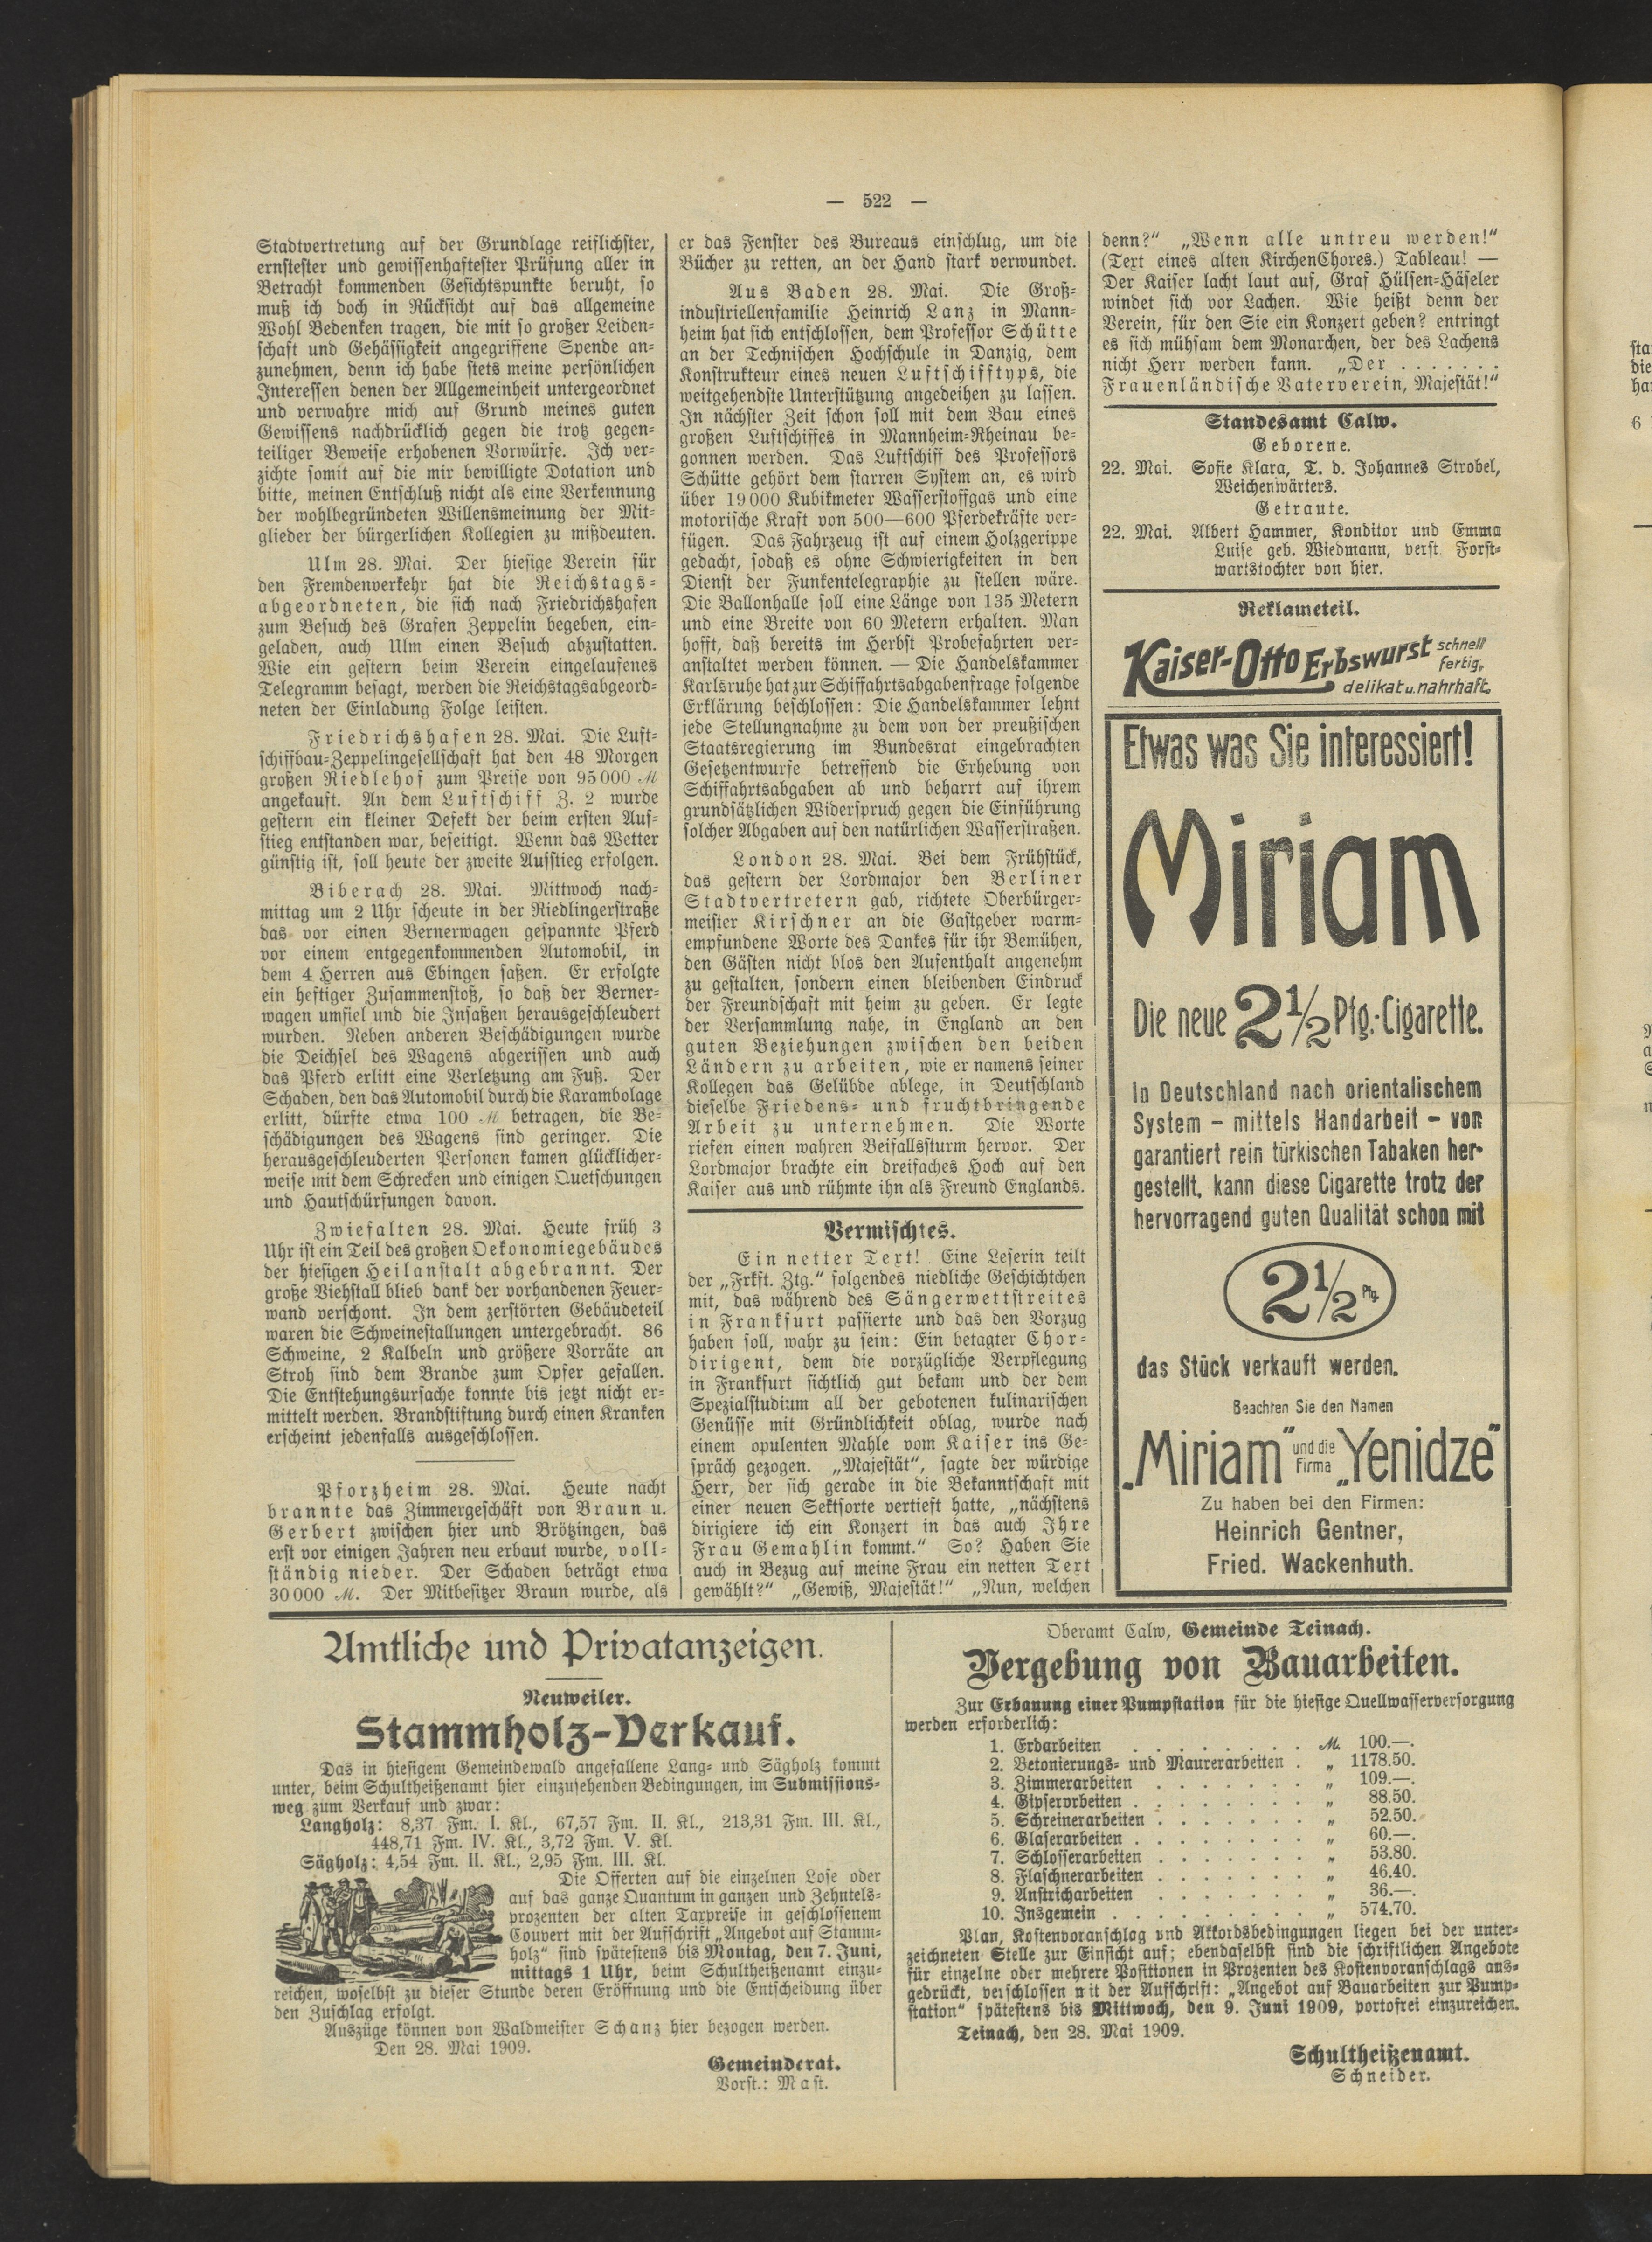 — 522 —
Stadtvertretung auf der Grundlage reiflichster,
ernstester und gewissenhaftester Prüfung aller in
Betracht kommenden Gesichtspunkte beruht, so
muß ich doch in Rücksicht auf das allgemeine
Wohl Bedenken tragen, die mit so großer Leiden-
schaft und Gehässigkeit angegriffene Spende an-
zunehmen, denn ich habe stets meine persönlichen
Interessen denen der Allgemeinheit untergeordnet
und verwahre mich auf Grund meines guten
Gewissens nachdrücklich gegen die trotz gegen-
teiliger Beweise erhobenen Vorwürfe. Ich ver-
zichte somit auf die mir bewilligte Dotation und
bitte, meinen Entschluß nicht als eine Verkennung
der wohlbegründeten Willensmeinung der Mit-
glieder der bürgerlichen Kollegien zu mißdeuten.
Ulm 28. Mai. Der hiesige Verein für
den Fremdenverkehr hat die Reichstags-
abgeordneten, die sich nach Friedrichshafen
zum Besuch des Grafen Zeppelin begeben, ein-
geladen, auch Ulm einen Besuch abzustatten.
Wie ein gestern beim Verein eingelaufenes
Telegramm besagt, werden die Reichstagsabgeord-
neten der Einladung Folge leisten.
Friedrichshafen 28. Mai. Die Luft-
schiffbau-Zeppelingesellschaft hat den 48 Morgen
großen Riedlehof zum Preise von 95000 M
angekauft. An dem Luftschiff Z. 2 wurde
gestern ein kleiner Defekt der beim ersten Auf-
stieg entstanden war, beseitigt. Wenn das Wetter
günstig ist, soll heute der zweite Aufstieg erfolgen.
Biberach 28. Mai. Mittwoch nach-
mittag um 2 Uhr scheute in der Riedlingerstraße
das vor einen Bernerwagen gespannte Pferd
vor einem entgegenkommenden Automobil, in
dem 4 Herren aus Ebingen saßen. Er erfolgte
ein heftiger Zusammenstoß, so daß der Berner-
wagen umfiel und die Insaßen herausgeschleudert
wurden. Neben anderen Beschädigungen wurde
die Deichsel des Wagens abgerissen und auch
das Pferd erlitt eine Verletzung am Fuß. Der
Schaden, den das Automobil durch die Karambolage
erlitt, dürfte etwa 100 M betragen, die Be-
schädigungen des Wagens sind geringer. Die
herausgeschleuderten Personen kamen glücklicher-
weise mit dem Schrecken und einigen Quetschungen
und Hautschürfungen davon.
Zwiefalten 28. Mai. Heute früh 3
Uhr ist ein Teil des großen Oekonomiegebäudes
der hiesigen Heilanstalt abgebrannt. Der
große Viehstall blieb dank der vorhandenen Feuer-
wand verschont. In dem zerstörten Gebäudeteil
waren die Schweinestallungen untergebracht. 86
Schweine, 2 Kalbeln und größere Vorräte an
Stroh sind dem Brande zum Opfer gefallen.
Die Entstehungsursache konnte bis jetzt nicht er-
mittelt werden. Brandstiftung durch einen Kranken
erscheint jedenfalls ausgeschlossen.
Pforzheim 28. Mai. Heute nacht
brannte das Zimmergeschäft von Braun u.
Gerbert zwischen hier und Brötzingen, das
erst vor einigen Jahren neu erbaut wurde, voll-
ständig nieder. Der Schaden beträgt etwa
30000 M. Der Mitbesitzer Braun wurde, als
er das Fenster des Bureaus einschlug, um die
Bücher zu retten, an der Hand stark verwundet.
Aus Baden 28. Mai. Die Groß-
industriellenfamilie Heinrich Lanz in Mann-
heim hat sich entschlossen, dem Professor Schütte
an der Technischen Hochschule in Danzig, dem
Konstrukteur eines neuen Luftschifftyps, die
weitgehendste Unterstützung angedeihen zu lassen.
In nächster Zeit schon soll mit dem Bau eines
großen Luftschiffes in Mannheim-Rheinau be-
gonnen werden. Das Luftschiff des Professors
Schütte gehört dem starren System an, es wird
über 19000 Kubikmeter Wasserstoffgas und eine
motorische Kraft von 500—600 Pferdekräfte ver-
fügen. Das Fahrzeug ist auf einem Holzgerippe
gedacht, sodaß es ohne Schwierigkeiten in den
Dienst der Funkentelegraphie zu stellen wäre.
Die Ballonhalle soll eine Länge von 135 Metern
und eine Breite von 60 Metern erhalten. Man
hofft, daß bereits im Herbst Probefahrten ver-
anstaltet werden können. — Die Handelskammer
Karlsruhe hat zur Schiffahrtsabgabenfrage folgende
Erklärung beschlossen: Die Handelskammer lehnt
jede Stellungnahme zu dem von der preußischen
Staatsregierung im Bundesrat eingebrachten
Gesetzentwurfe betreffend die Erhebung von
Schiffahrtsabgaben ab und beharrt auf ihrem
grundsätzlichen Widerspruch gegen die Einführung
solcher Abgaben auf den natürlichen Wasserstraßen.
London 28. Mai. Bei dem Frühstück,
das gestern der Lordmajor den Berliner
Stadtvertretern gab, richtete Oberbürger-
meister Kirschner an die Gastgeber warm-
empfundene Worte des Dankes für ihr Bemühen,
den Gästen nicht blos den Aufenthalt angenehm
zu gestalten, sondern einen bleibenden Eindruck
der Freundschaft mit heim zu geben. Er legte
der Versammlung nahe, in England an den
guten Beziehungen zwischen den beiden
Ländern zu arbeiten, wie er namens seiner
Kollegen das Gelübde ablege, in Deutschland
dieselbe Friedens- und fruchtbringende
Arbeit zu unternehmen. Die Worte
riefen einen wahren Beifallssturm hervor. Der
Lordmajor brachte ein dreifaches Hoch auf den
Kaiser aus und rühmte ihn als Freund Englands.
Vermischtes.
Ein netter Text! Eine Leserin teilt
der „Frkft. Ztg.“ folgendes niedliche Geschichtchen
mit, das während des Sängerwettstreites
in Frankfurt passierte und das den Vorzug
haben soll, wahr zu sein: Ein betagter Chor-
dirigent, dem die vorzügliche Verpflegung
in Frankfurt sichtlich gut bekam und der dem
Spezialstudium all der gebotenen kulinarischen
Genüsse mit Gründlichkeit oblag, wurde nach
einem opulenten Mahle vom Kaiser ins Ge-
spräch gezogen. „Majestät“, sagte der würdige
Herr, der sich gerade in die Bekanntschaft mit
einer neuen Sektsorte vertieft hatte, „nächstens
dirigiere ich ein Konzert in das auch Ihre
Frau Gemahlin kommt.“ So? Haben Sie
auch in Bezug auf meine Frau ein netten Text
gewählt?“ „Gewiß, Majestät!“ „Nun, welchen
denn?“ „Wenn alle untreu werden!“
(Text eines alten KirchenChores.) Tableau! —
Der Kaiser lacht laut auf, Graf Hülsen-Häseler
windet sich vor Lachen. Wie heißt denn der
Verein, für den Sie ein Konzert geben? entringt
es sich mühsam dem Monarchen, der des Lachens
nicht Herr werden kann. „Der . . . . . . .
Frauenländische Vaterverein, Majestät!“
Standesamt Calw.
Geborene.
22. Mai. Sofie Klara, T. d. Johannes Strobel,
Weichenwärters.
Getraute.
22. Mai. Albert Hammer, Konditor und Emma
Luise geb. Wiedmann, verst. Forst-
wartstochter von hier.
Reklameteil.
Kaiser-Otto Erbswurst schnell
fertig,
delikat u. nahrhaft.
Etwas was Sie interessiert!
Miriam
Die neue 2½ Pfg.-Cigarette.
In Deutschland nach orientalischem
System – mittels Handarbeit – von
garantiert rein türkischen Tabaken her-
gestellt, kann diese Cigarette trotz der
hervorragend guten Qualität schon mit
2½ Pfg.
das Stück verkauft werden.
Beachten Sie den Namen
„Miriam“ und die Firma „Yenidze“
Zu haben bei den Firmen:
Heinrich Gentner,
Fried. Wackenhuth.
Amtliche und Privatanzeigen.
Neuweiler.
Stammholz-Verkauf.
Das in hiesigem Gemeindewald angefallene Lang- und Sägholz kommt
unter, beim Schultheißenamt hier einzusehenden Bedingungen, im Submissions-
weg zum Verkauf und zwar:
Langholz: 8,37 Fm. I. Kl., 67,57 Fm. II. Kl., 213,31 Fm. III. Kl.,
448,71 Fm. IV. Kl., 3,72 Fm. V. Kl.
Sägholz: 4,54 Fm. II. Kl., 2,95 Fm. III. Kl.
Die Offerten auf die einzelnen Lose oder
auf das ganze Quantum in ganzen und Zehntels-
prozenten der alten Taxpreise in geschlossenem
Couvert mit der Aufschrift „Angebot auf Stamm-
holz“ sind spätestens bis Montag, den 7. Juni,
mittags 1 Uhr, beim Schultheißenamt einzu-
reichen, woselbst zu dieser Stunde deren Eröffnung und die Entscheidung über
den Zuschlag erfolgt.
Auszüge können von Waldmeister Schanz hier bezogen werden.
Den 28. Mai 1909.
Gemeinderat.
Vorst.: Mast.
Oberamt Calw, Gemeinde Teinach.
Vergebung von Bauarbeiten.
Zur Erbauung einer Pumpstation für die hiesige Quellwasserversorgung
werden erforderlich:
1. Erdarbeiten . . . . . . . . M. 100.—.
2. Betonierungs- und Maurerarbeiten . „ 1178.50.
3. Zimmerarbeiten . . . . . . . „ 109.—.
4. Gipserarbeiten . . . . . . . . „ 88.50.
5. Schreinerarbeiten . . . . . . . „ 52.50.
6. Glaserarbeiten . . . . . . . . „ 60.—.
7. Schlosserarbeiten . . . . . . . „ 53.80.
8. Flaschnerarbeiten . . . . . . . „ 46.40.
9. Anstricharbeiten . . . . . . . „ 36.—.
10. Insgemein . . . . . . . . . „ 574.70.
Plan, Kostenvoranschlag und Akkordsbedingungen liegen bei der unter-
zeichneten Stelle zur Einsicht auf; ebendaselbst sind die schriftlichen Angebote
für einzelne oder mehrere Positionen in Prozenten des Kostenvoranschlags aus-
gedrückt, verschlossen mit der Aufschrift: „Angebot auf Bauarbeiten zur Pump-
station“ spätestens bis Mittwoch, den 9. Juni 1909, portofrei einzureichen.
Teinach, den 28. Mai 1909.
Schultheißenamt.
Schneider.